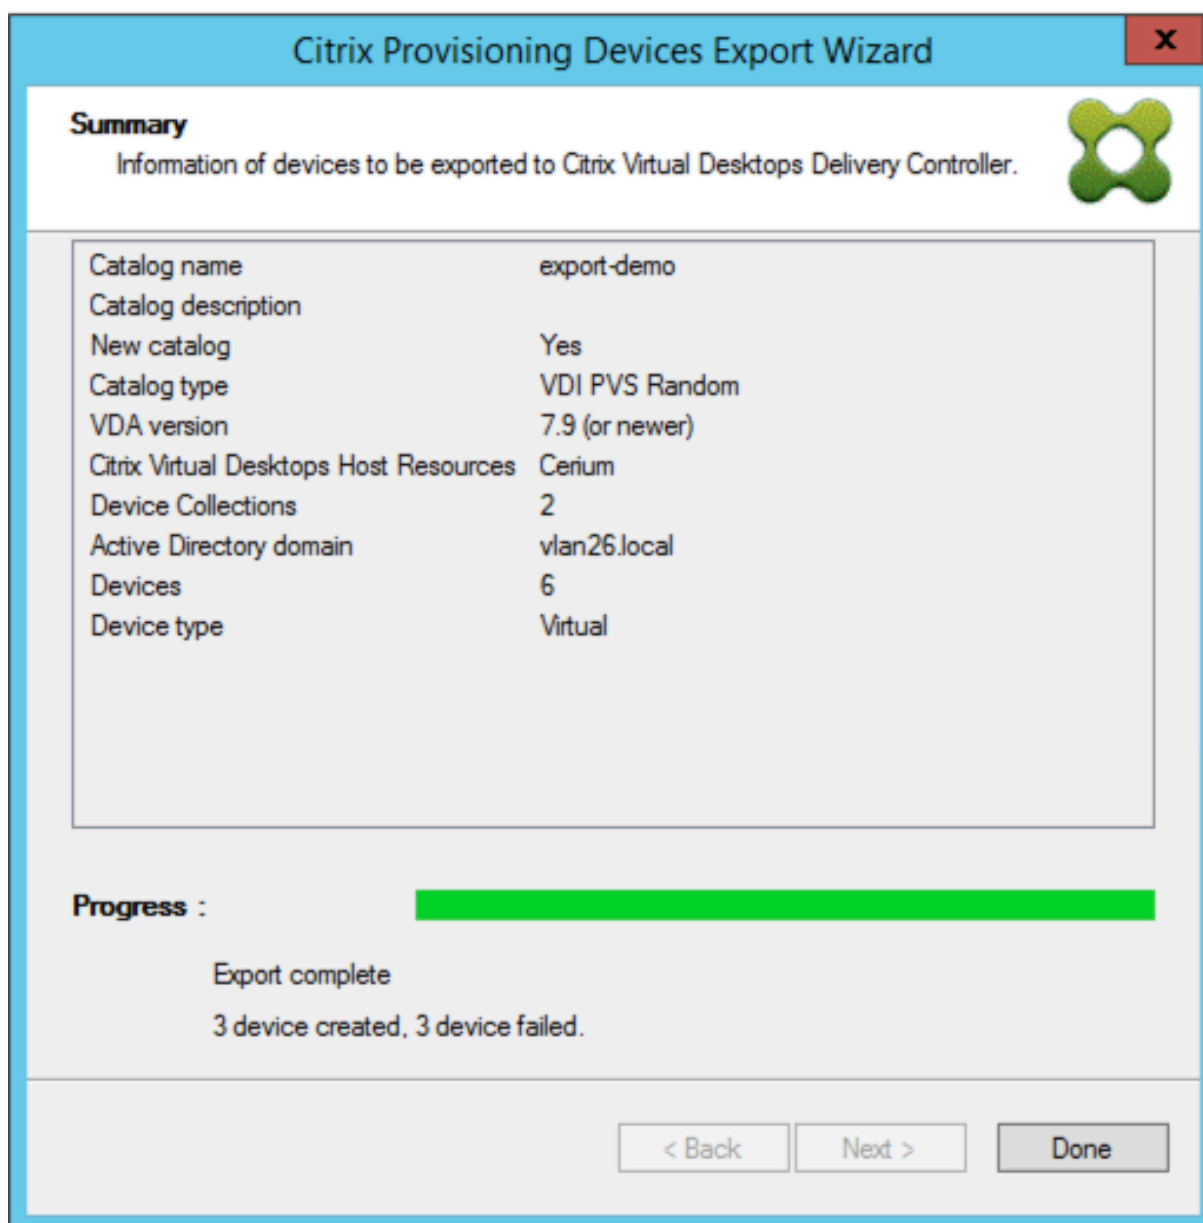 Citrix Provisioning Devices Export Wizard
x
Summary
Information of devices to be exported to Citrix Virtual Desktops Delivery Controller.
Catalog name export-demo
Catalog description
New catalog Yes
Catalog type VDI PVS Random
VDA version 7.9 (or newer)
Citrix Virtual Desktops Host Resources Cerium
Device Collections 2
Active Directory domain vlan26.local
Devices 6
Device type Virtual
Progress :
Export complete
3 device created, 3 device failed.
< Back Next > Done